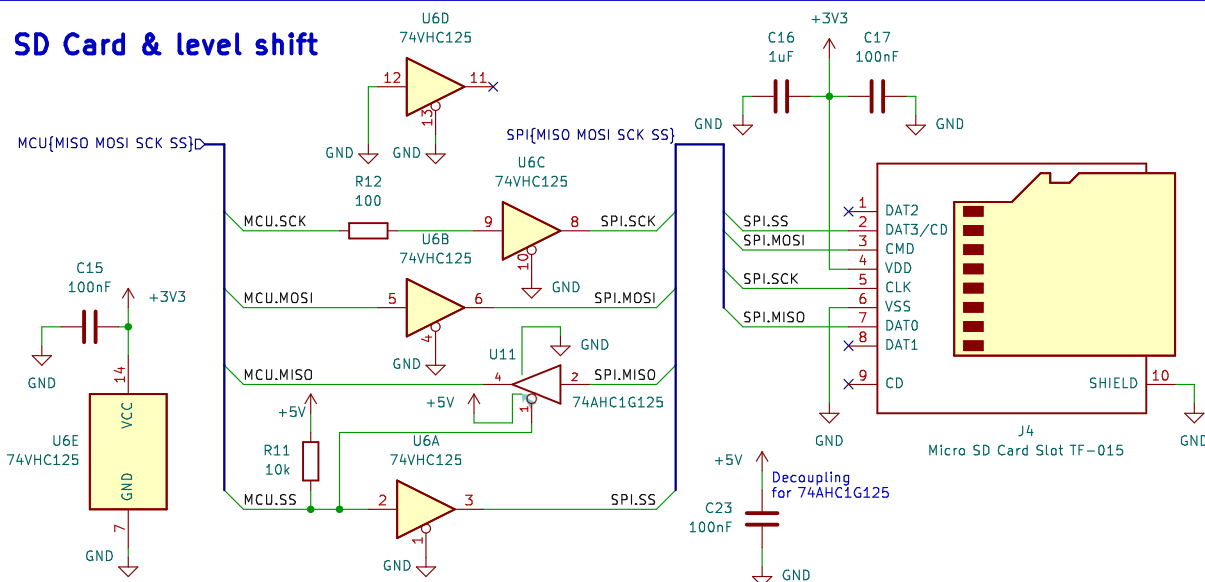 SD Card & level shift
U6D
74VHC125
12
11
13
GND
GND
MCU{MISO MOSI SCK SS}
SPI{MISO MOSI SCK SS}
+3V3
C16
1uF
C17
100nF
GND
GND
R12
100
U6C
74VHC125
MCU.SCK
9
8
SPI.SCK
10
GND
U6B
74VHC125
MCU.MOSI
5
6
SPI.MOSI
4
GND
C15
100nF
+3V3
GND
14
VCC
U6E
74VHC125
GND
7
GND
U11
GND
MCU.MISO
4
2
SPI.MISO
+5V
+5V
1
74AHC1G125
R11
10k
U6A
74VHC125
MCU.SS
2
3
SPI.SS
1
GND
SPI.SS
SPI.MOSI
SPI.SCK
SPI.MISO
1
DAT2
2
DAT3/CD
3
CMD
4
VDD
5
CLK
6
VSS
7
DAT0
8
DAT1
9
CD
SHIELD
10
GND
GND
J4
Micro SD Card Slot TF-015
+5V
Decoupling
for 74AHC1G125
C23
100nF
GND